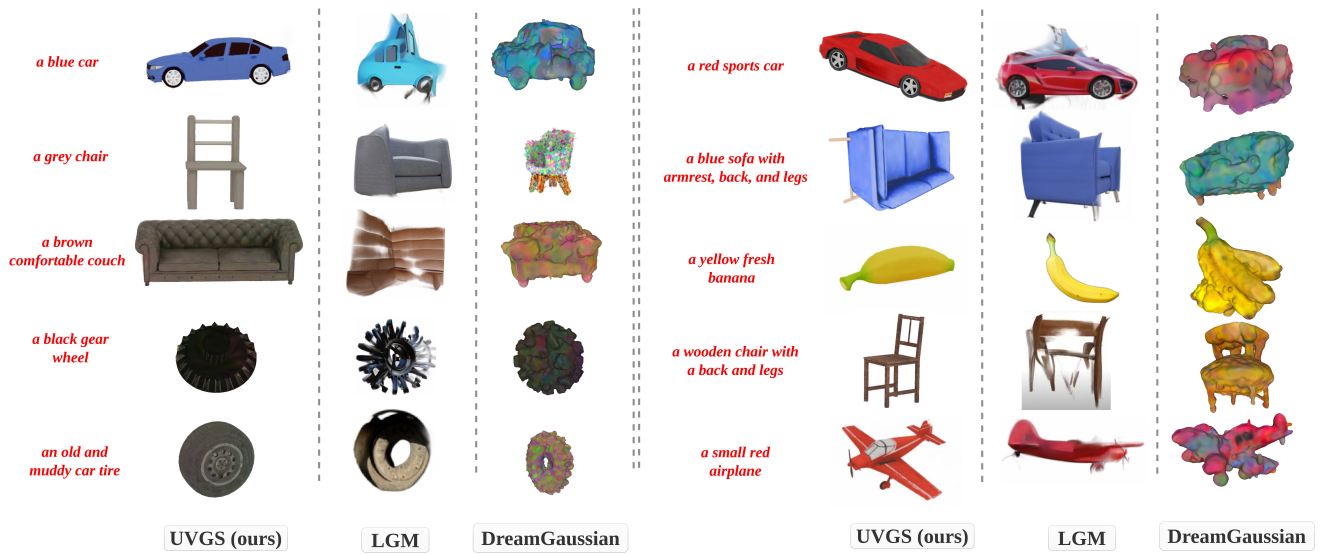 a blue car
a grey chair
a brown
comfortable couch
a black gear
wheel
an old and
muddy car tire
UVGS (ours)
LGM
DreamGaussian
a red sports car
a blue sofa with
armrest, back, and legs
a yellow fresh
banana
a wooden chair with
a back and legs
a small red
airplane
UVGS (ours)
LGM
DreamGaussian